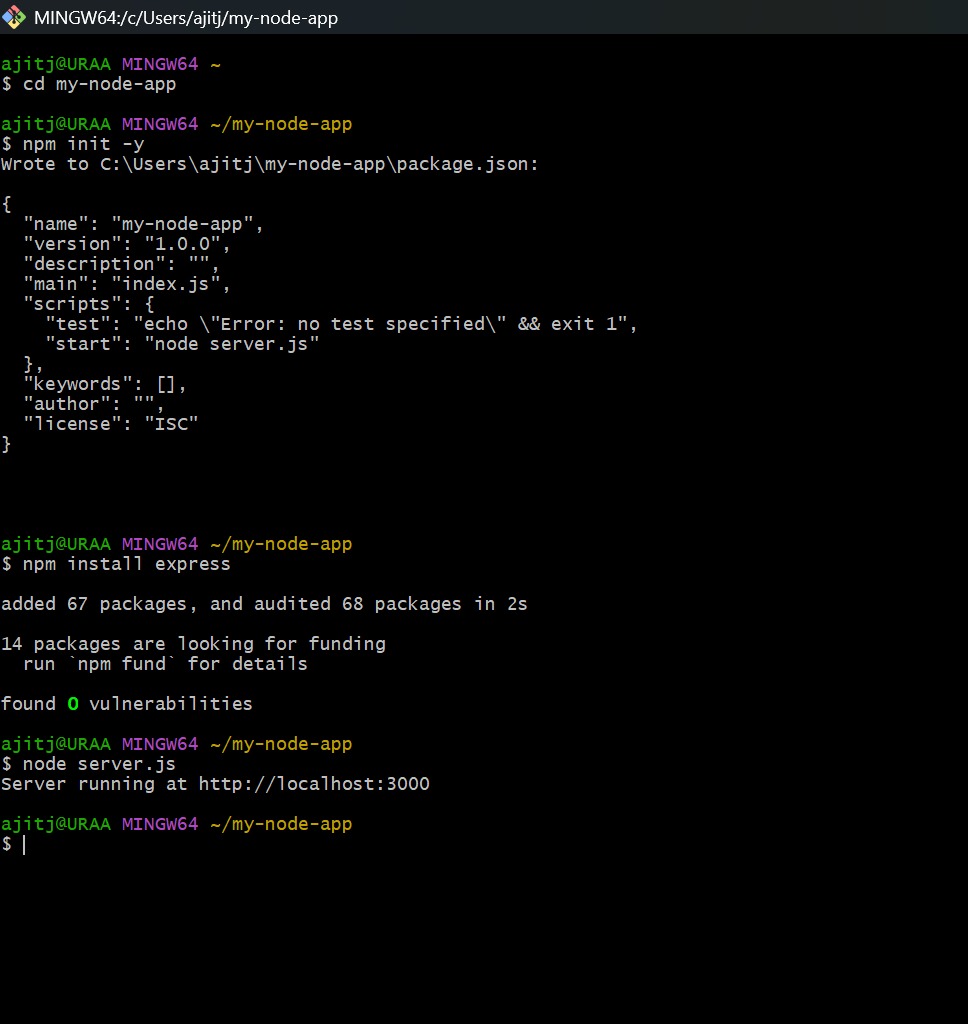 MINGW64:/c/Users/ajitj/my-node-app
ajitj@URAA MINGW64 ~
$ cd my-node-app
ajitj@URAA MINGW64 ~/my-node-app
$ npm init -y
Wrote to C:\Users\ajitj\my-node-app\package.json:
{
  "name": "my-node-app",
  "version": "1.0.0",
  "description": "",
  "main": "index.js",
  "scripts": {
    "test": "echo \"Error: no test specified\" && exit 1",
    "start": "node server.js"
  },
  "keywords": [],
  "author": "",
  "license": "ISC"
}
ajitj@URAA MINGW64 ~/my-node-app
$ npm install express
added 67 packages, and audited 68 packages in 2s
14 packages are looking for funding
  run `npm fund` for details
found 0 vulnerabilities
ajitj@URAA MINGW64 ~/my-node-app
$ node server.js
Server running at http://localhost:3000
ajitj@URAA MINGW64 ~/my-node-app
$